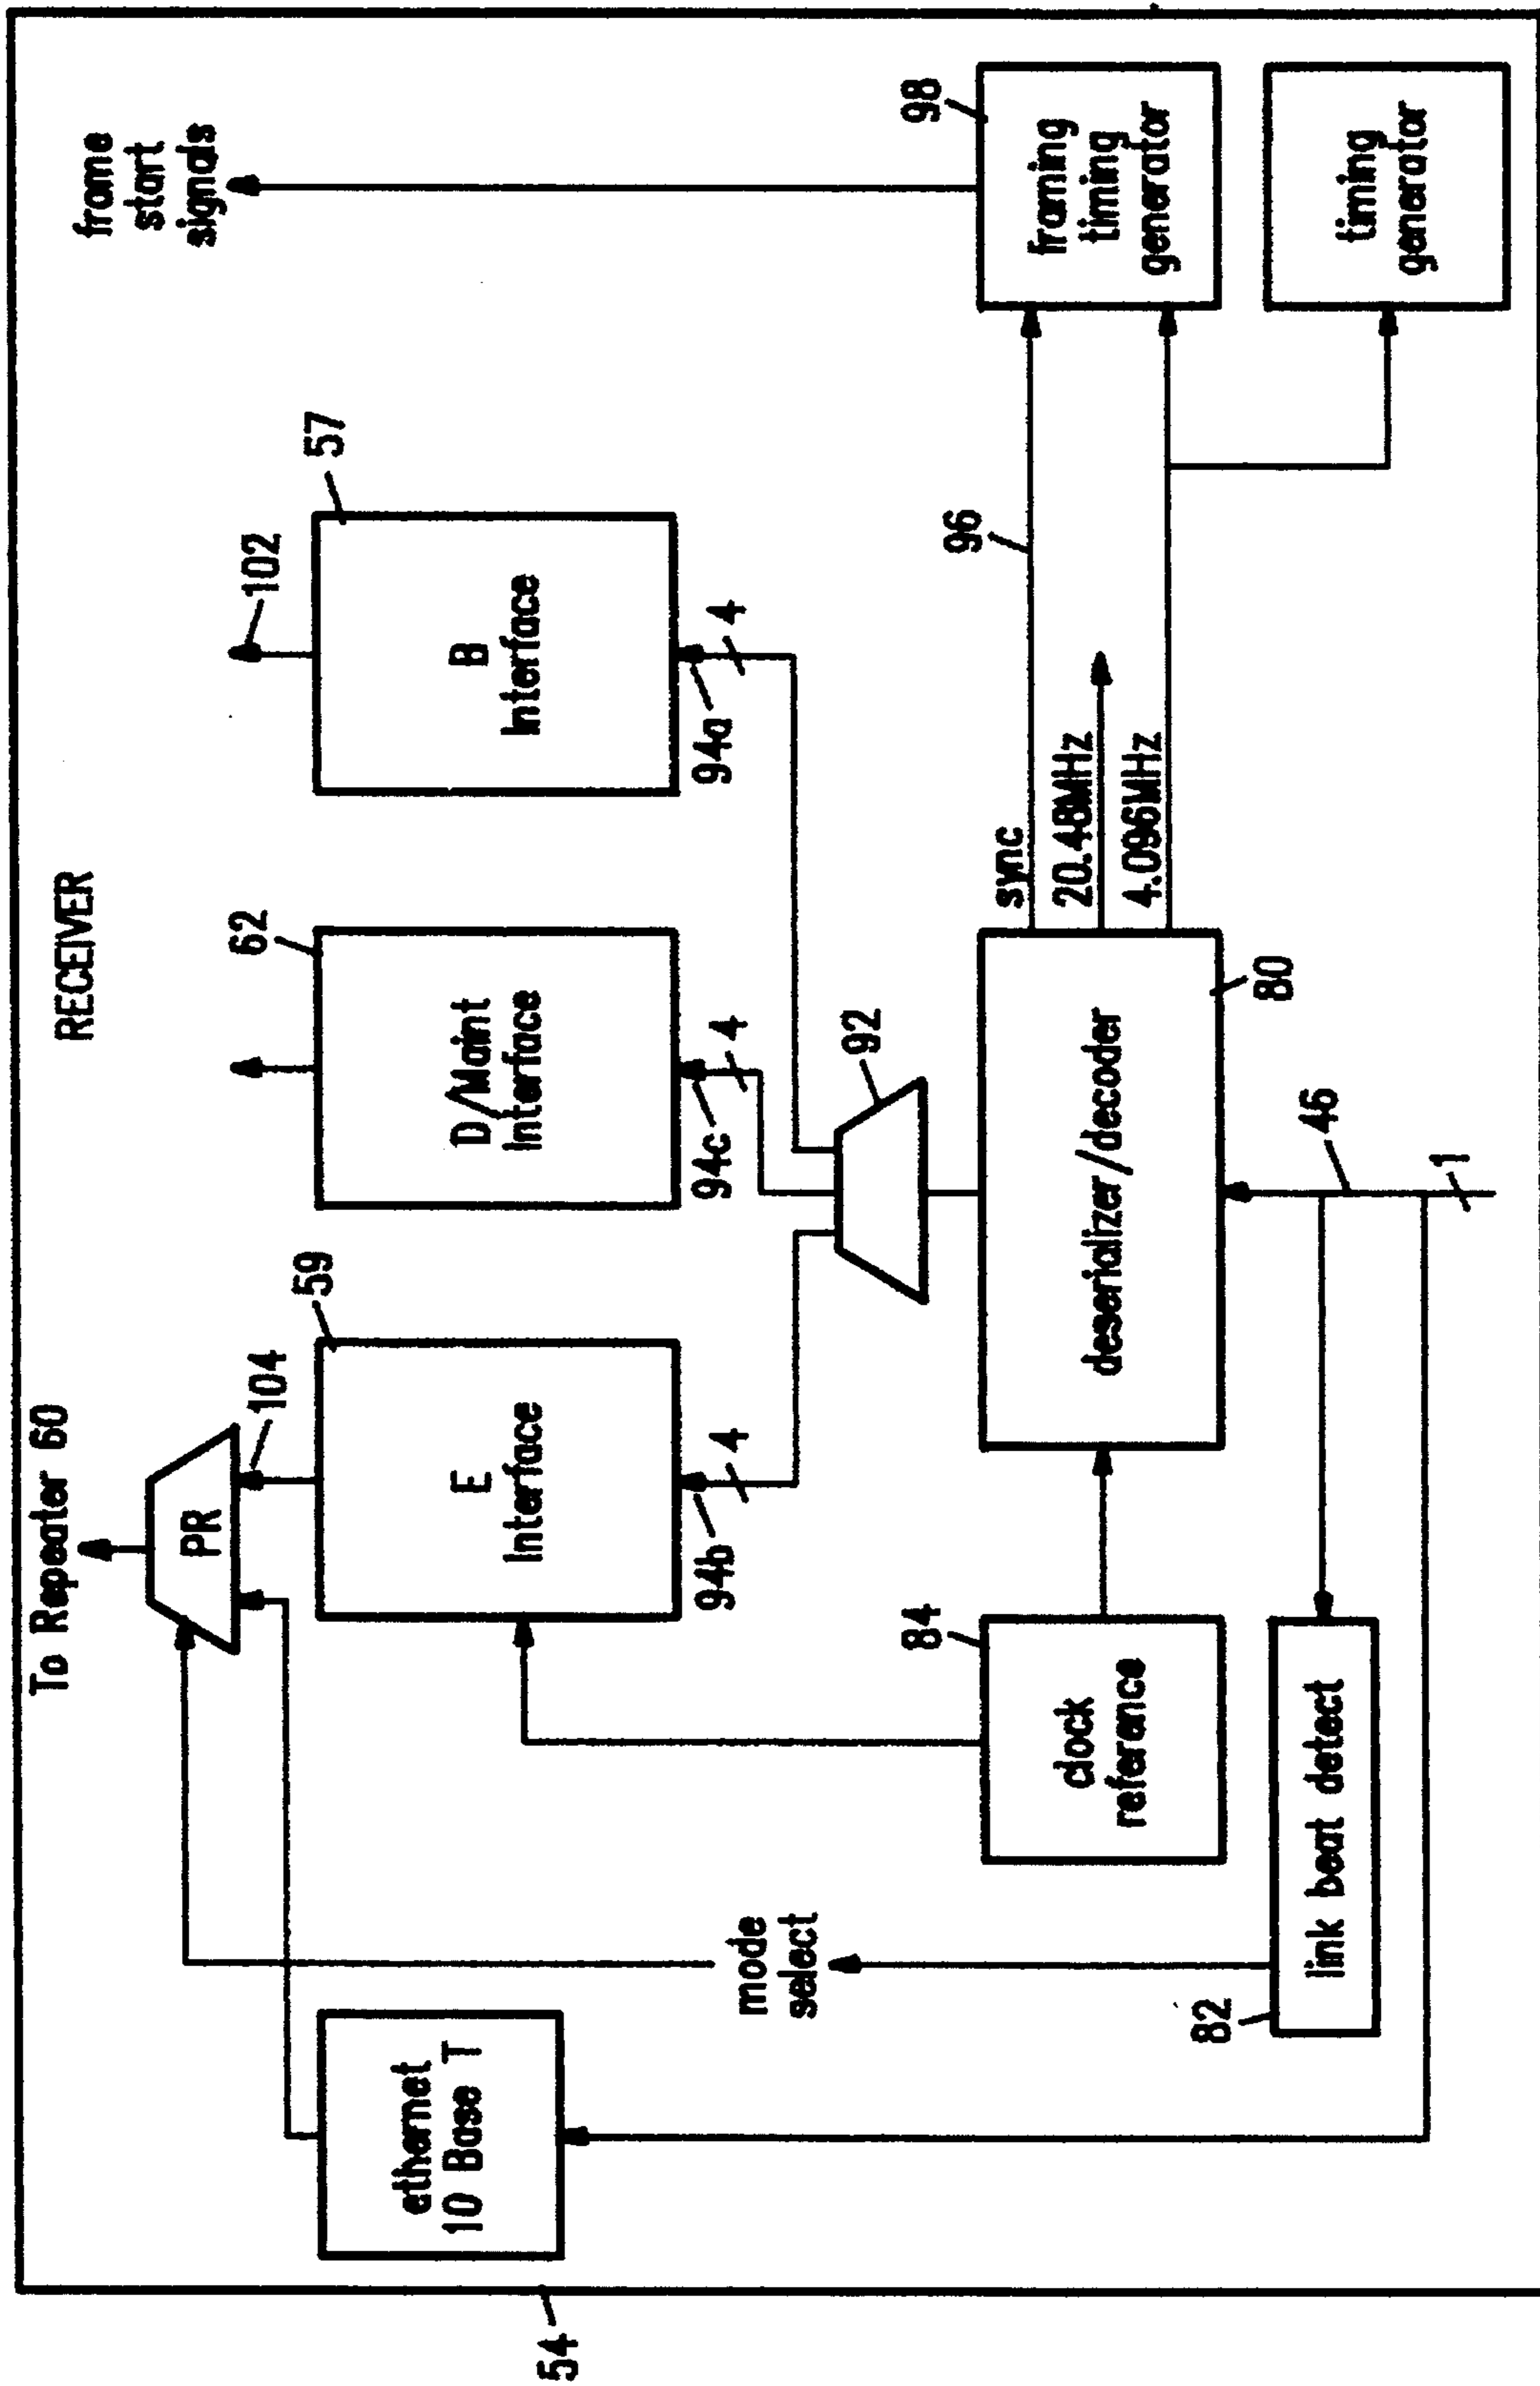 RECEIVER
To Repeater 60
frame
start
signals
PR
104
102
59
62
57
ethernet
10 Base T
E
Interface
D/Maint
Interface
B
Interface
54
94b
4
94c
4
94a
4
mode
select
92
84
clock
reference
deserializer/decoder
80
sync
20.48MHz
4.096MHz
96
98
framing
timing
generator
82
link beat detect
46
1
timing
generator